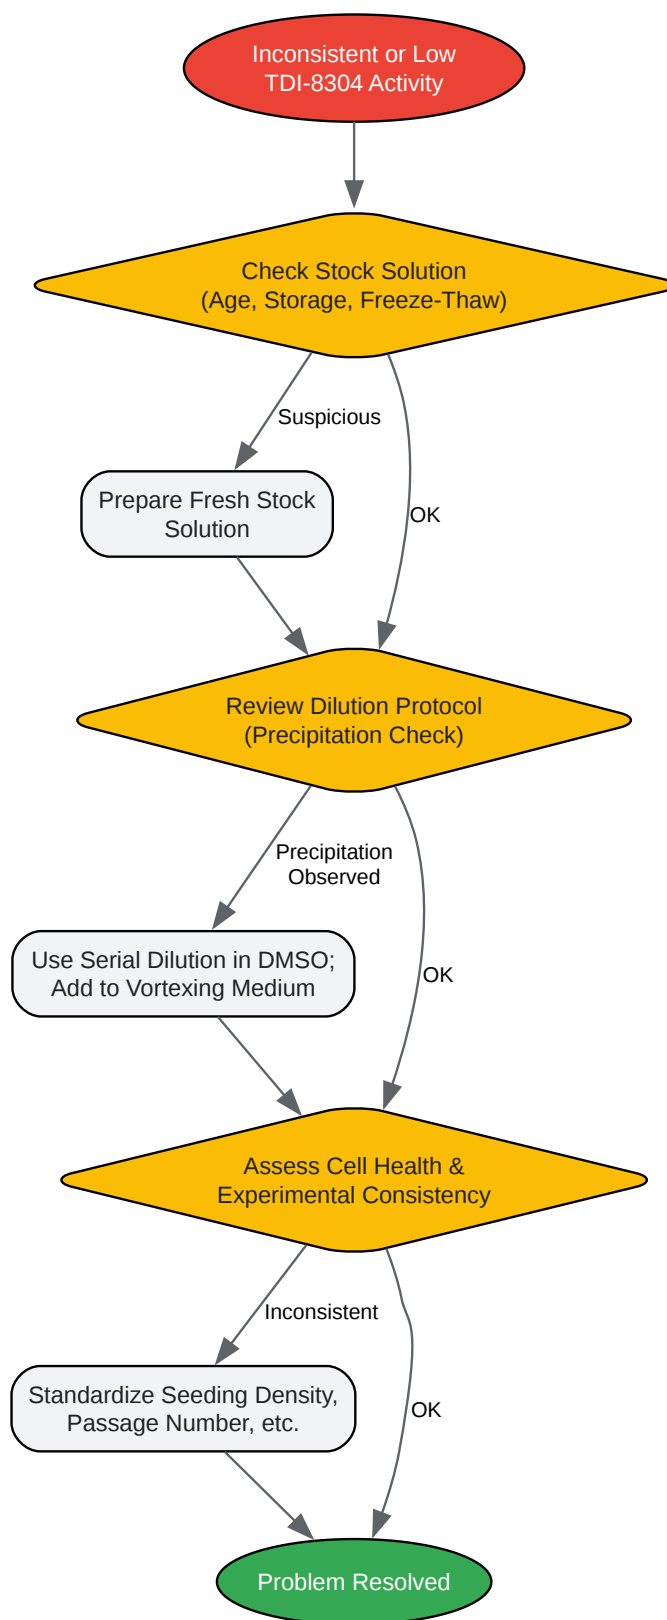 Inconsistent or Low
TDI-8304 Activity
Check Stock Solution
(Age, Storage, Freeze-Thaw)
Suspicious
Prepare Fresh Stock
Solution
OK
Review Dilution Protocol
(Precipitation Check)
Precipitation
Observed
Use Serial Dilution in DMSO;
Add to Vortexing Medium
OK
Assess Cell Health &
Experimental Consistency
Inconsistent
Standardize Seeding Density,
Passage Number, etc.
OK
Problem Resolved